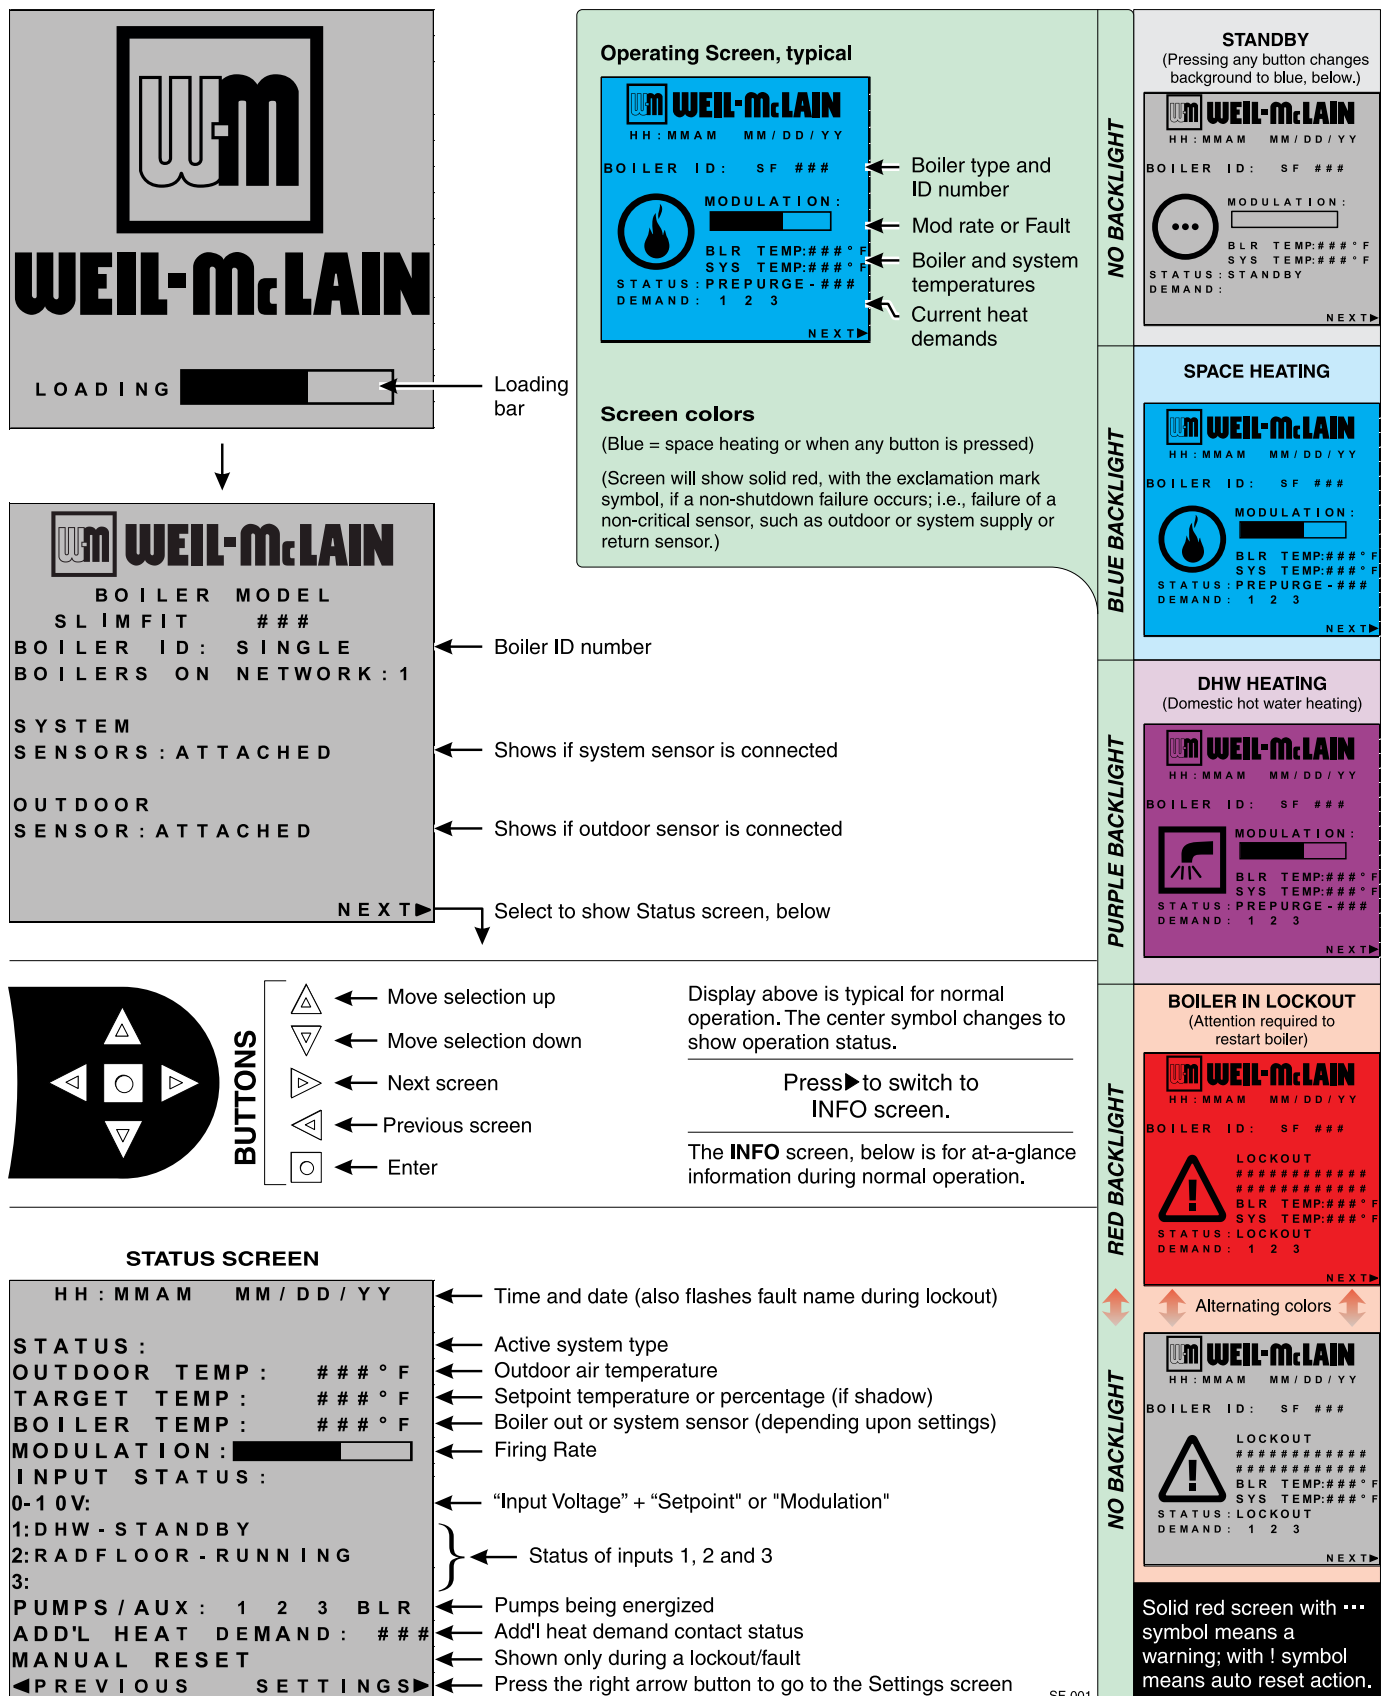 WM
WEIL-McLAIN
LOADING
Loading
bar
WM WEIL-McLAIN
BOILER MODEL
SLIMFIT ###
BOILER ID: SINGLE
BOILERS ON NETWORK:1
SYSTEM
SENSORS:ATTACHED
OUTDOOR
SENSOR:ATTACHED
NEXT▶
Boiler ID number
Shows if system sensor is connected
Shows if outdoor sensor is connected
Select to show Status screen, below
Operating Screen, typical
WM WEIL-McLAIN
HH:MMAM MM/DD/YY
BOILER ID: SF ###
MODULATION:
BLR TEMP:###°F
SYS TEMP:###°F
STATUS:PREPURGE-###
DEMAND: 1 2 3
NEXT▶
Boiler type and
ID number
Mod rate or Fault
Boiler and system
temperatures
Current heat
demands
Screen colors
(Blue = space heating or when any button is pressed)
(Screen will show solid red, with the exclamation mark
symbol, if a non-shutdown failure occurs; i.e., failure of a
non-critical sensor, such as outdoor or system supply or
return sensor.)
BUTTONS
Move selection up
Move selection down
Next screen
Previous screen
Enter
Display above is typical for normal
operation. The center symbol changes to
show operation status.
Press▶to switch to
INFO screen.
The INFO screen, below is for at-a-glance
information during normal operation.
STATUS SCREEN
HH:MMAM MM/DD/YY
STATUS:
OUTDOOR TEMP: ###°F
TARGET TEMP: ###°F
BOILER TEMP: ###°F
MODULATION:
INPUT STATUS:
0-10V:
1:DHW-STANDBY
2:RADFLOOR-RUNNING
3:
PUMPS/AUX: 1 2 3 BLR
ADD'L HEAT DEMAND: ###
MANUAL RESET
◀PREVIOUS SETTINGS▶
Time and date (also flashes fault name during lockout)
Active system type
Outdoor air temperature
Setpoint temperature or percentage (if shadow)
Boiler out or system sensor (depending upon settings)
Firing Rate
“Input Voltage” + “Setpoint" or "Modulation"
Status of inputs 1, 2 and 3
Pumps being energized
Add'l heat demand contact status
Shown only during a lockout/fault
Press the right arrow button to go to the Settings screen
SF-001
NO BACKLIGHT
STANDBY
(Pressing any button changes
background to blue, below.)
WM WEIL-McLAIN
HH:MMAM MM/DD/YY
BOILER ID: SF ###
MODULATION:
BLR TEMP:###°F
SYS TEMP:###°F
STATUS:STANDBY
DEMAND:
NEXT▶
BLUE BACKLIGHT
SPACE HEATING
WM WEIL-McLAIN
HH:MMAM MM/DD/YY
BOILER ID: SF ###
MODULATION:
BLR TEMP:###°F
SYS TEMP:###°F
STATUS:PREPURGE-###
DEMAND: 1 2 3
NEXT▶
PURPLE BACKLIGHT
DHW HEATING
(Domestic hot water heating)
WM WEIL-McLAIN
HH:MMAM MM/DD/YY
BOILER ID: SF ###
MODULATION:
BLR TEMP:###°F
SYS TEMP:###°F
STATUS:PREPURGE-###
DEMAND: 1 2 3
NEXT▶
RED BACKLIGHT
BOILER IN LOCKOUT
(Attention required to
restart boiler)
WM WEIL-McLAIN
HH:MMAM MM/DD/YY
BOILER ID: SF ###
LOCKOUT
############
############
BLR TEMP:###°F
SYS TEMP:###°F
STATUS:LOCKOUT
DEMAND: 1 2 3
NEXT▶
Alternating colors
NO BACKLIGHT
WM WEIL-McLAIN
HH:MMAM MM/DD/YY
BOILER ID: SF ###
LOCKOUT
############
############
BLR TEMP:###°F
SYS TEMP:###°F
STATUS:LOCKOUT
DEMAND: 1 2 3
NEXT▶
Solid red screen with ···
symbol means a
warning; with ! symbol
means auto reset action.